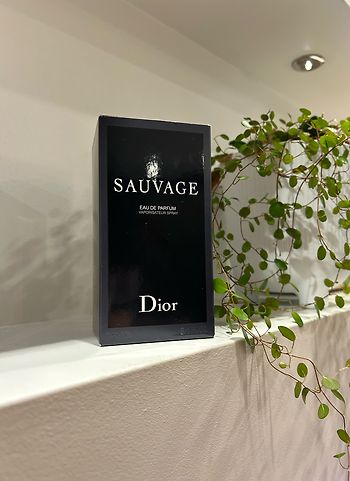 SAUVAGE
EAU DE PARFUM
VAPORISATEUR SPRAY
Dior